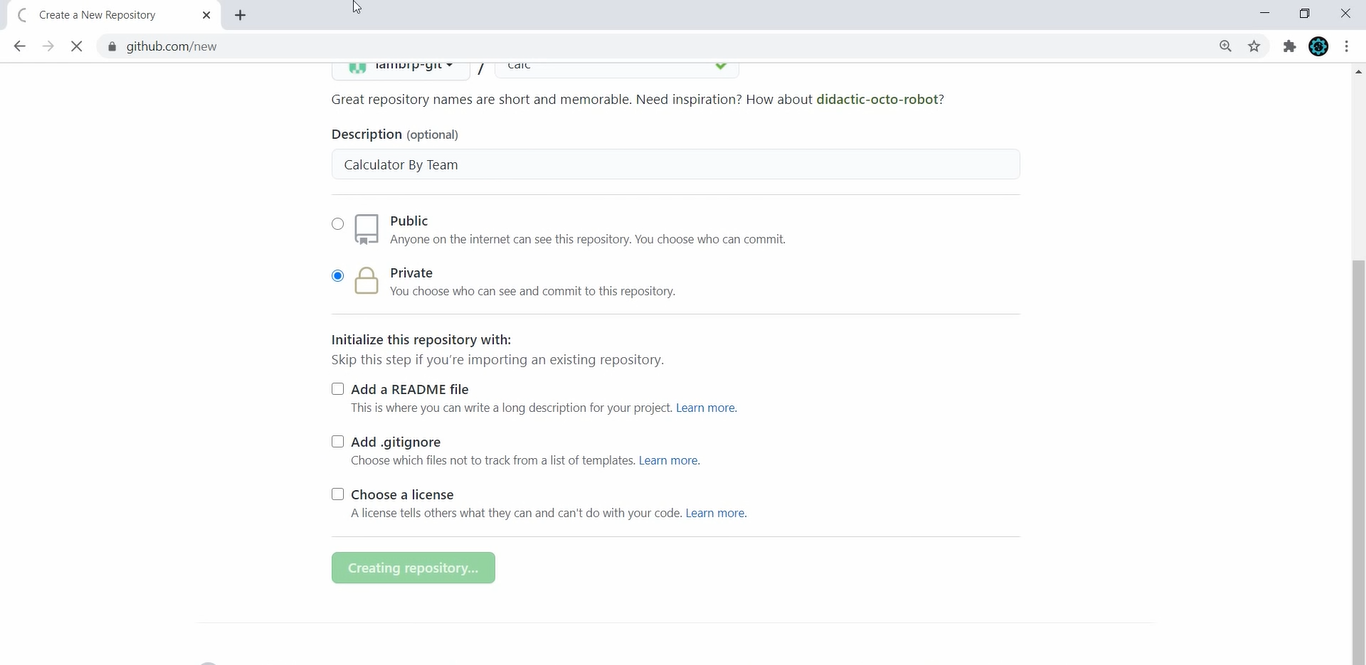 Create a New Repository
github.com/new
iambrp-git / calc
Great repository names are short and memorable. Need inspiration? How about didactic-octo-robot?
Description (optional)
Calculator By Team
Public
Anyone on the internet can see this repository. You choose who can commit.
Private
You choose who can see and commit to this repository.
Initialize this repository with:
Skip this step if you're importing an existing repository.
Add a README file
This is where you can write a long description for your project. Learn more.
Add .gitignore
Choose which files not to track from a list of templates. Learn more.
Choose a license
A license tells others what they can and can't do with your code. Learn more.
Creating repository...